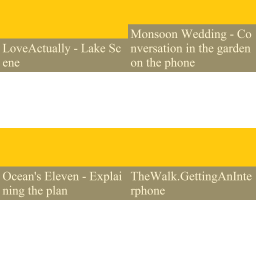 LoveActually - Lake Sc
ene
Monsoon Wedding - Co
nversation in the garden
on the phone
Ocean's Eleven - Explai
ning the plan
TheWalk.GettingAnInte
rphone